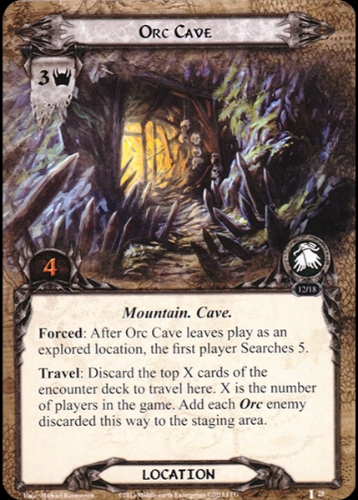 ORC CAVE
3
4
12/18
Mountain. Cave.
Forced: After Orc Cave leaves play as an
explored location, the first player Searches 5.
Travel: Discard the top X cards of the
encounter deck to travel here. X is the number
of players in the game. Add each Orc enemy
discarded this way to the staging area.
LOCATION